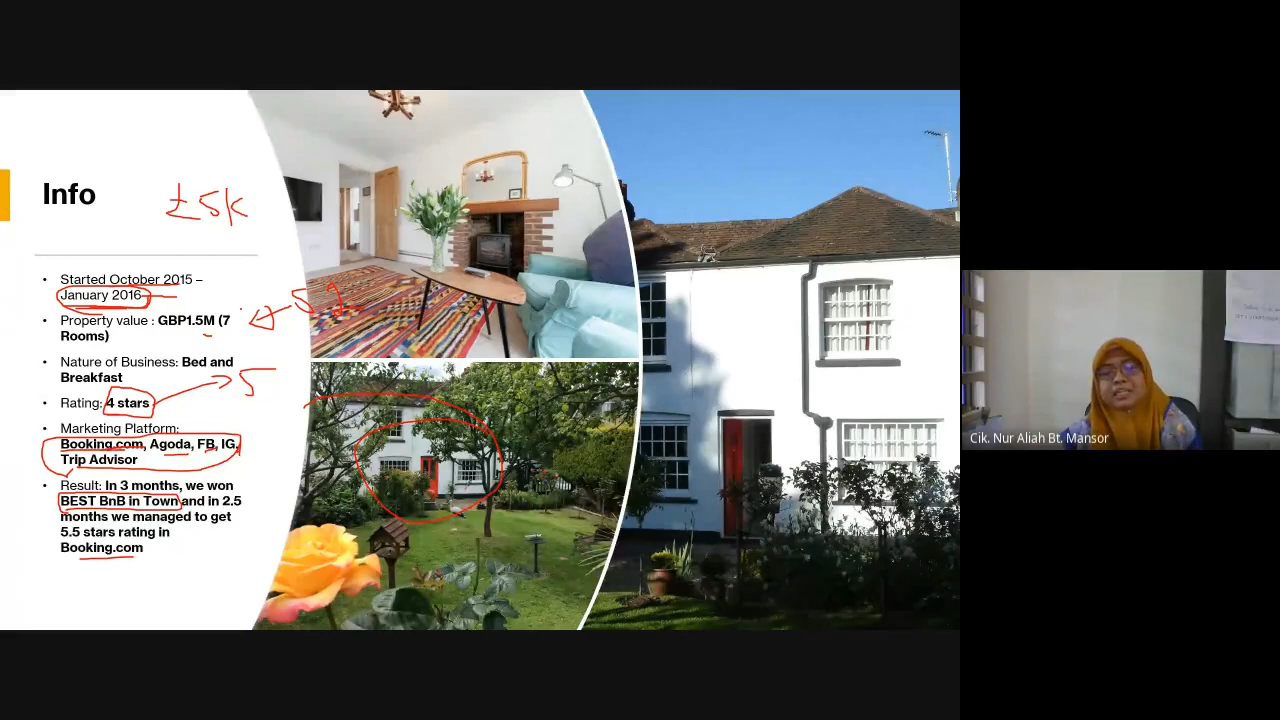 Info
£5k
• Started October 2015 –
January 2016
• Property value : GBP1.5M (7
Rooms)
• Nature of Business: Bed and
Breakfast
• Rating: 4 stars
5
• Marketing Platform:
Booking.com, Agoda, FB, IG,
Trip Advisor
• Result: In 3 months, we won
BEST BnB in Town and in 2.5
months we managed to get
5.5 stars rating in
Booking.com
Cik. Nur Aliah Bt. Mansor